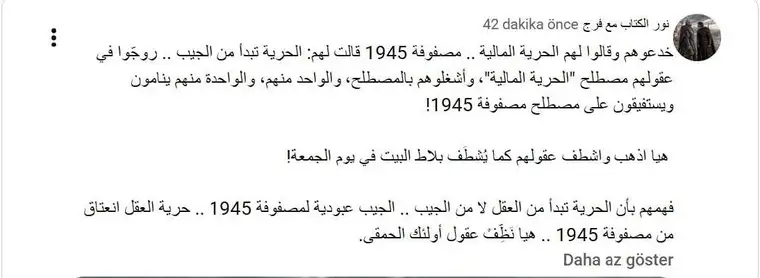 نور الكتاب مع فرج 42 dakika önce
خدعوهم وقالوا لهم الحرية المالية .. مصفوفة 1945 قالت لهم: الحرية تبدأ من الجيب .. روجَوا في
عقولهم مصطلح "الحرية المالية"، وأشغلوهم بالمصطلح، والواحد منهم، والواحدة منهم ينامون
ويستفيقون على مصطلح مصفوفة 1945!
هيا اذهب واشطف عقولهم كما يُشطَف بلاط البيت في يوم الجمعة!
فهمهم بأن الحرية تبدأ من العقل لا من الجيب .. الجيب عبودية لمصفوفة 1945 .. حرية العقل انعتاق
من مصفوفة 1945 .. هيا نَظِّفْ عقول أولئك الحمقى.
Daha az göster